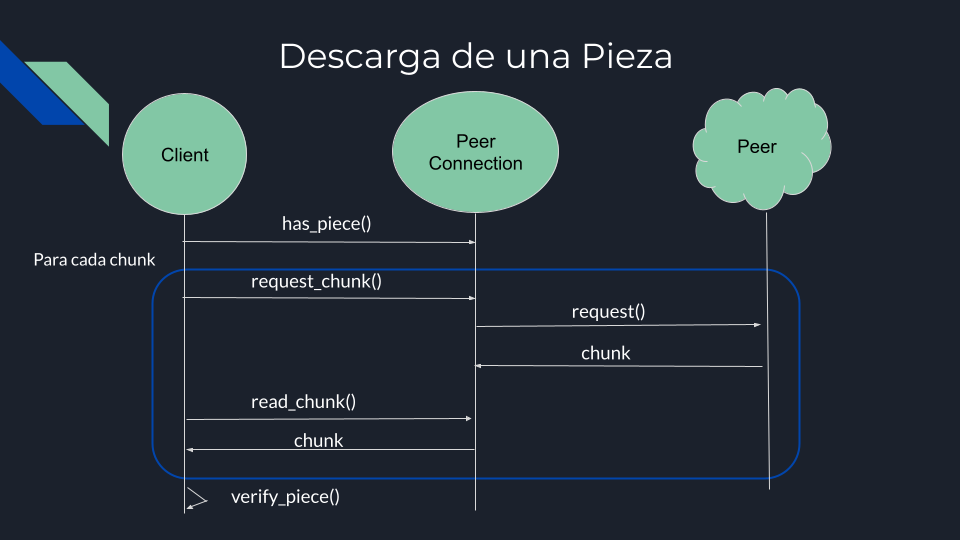 Descarga de una Pieza
Client
Peer
Connection
Peer
has_piece()
Para cada chunk
request_chunk()
request()
chunk
read_chunk()
chunk
verify_piece()